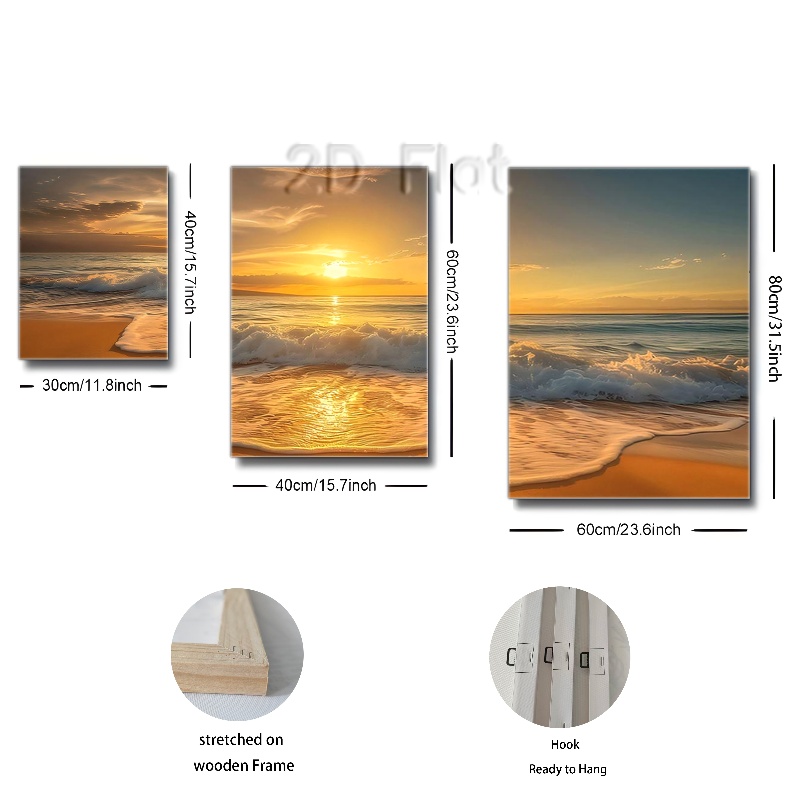 2D Flat
40cm/15.7inch
60cm/23.6inch
80cm/31.5inch
30cm/11.8inch
40cm/15.7inch
60cm/23.6inch
stretched on
wooden Frame
Hook
Ready to Hang